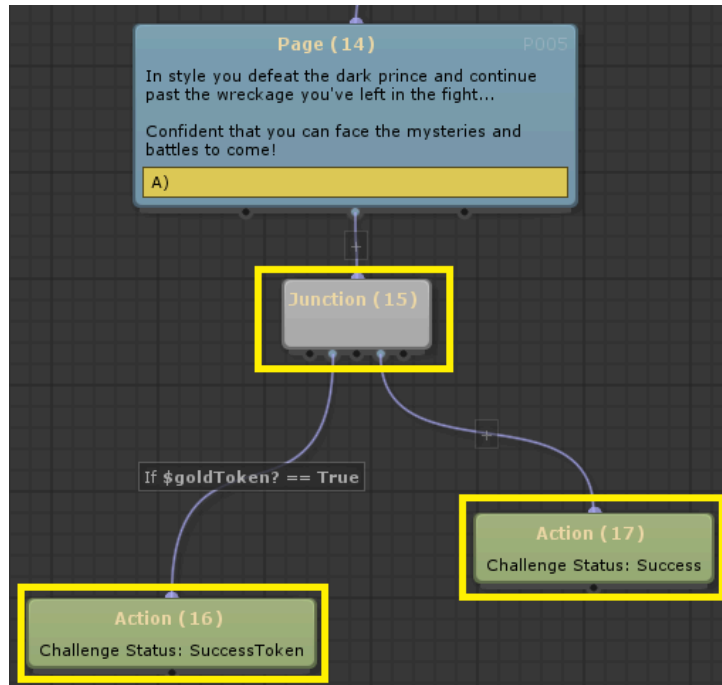 Page (14)
P005
In style you defeat the dark prince and continue
past the wreckage you've left in the fight...
Confident that you can face the mysteries and
battles to come!
A)
+
Junction (15)
+
If $goldToken? == True
Action (17)
Challenge Status: Success
Action (16)
Challenge Status: SuccessToken